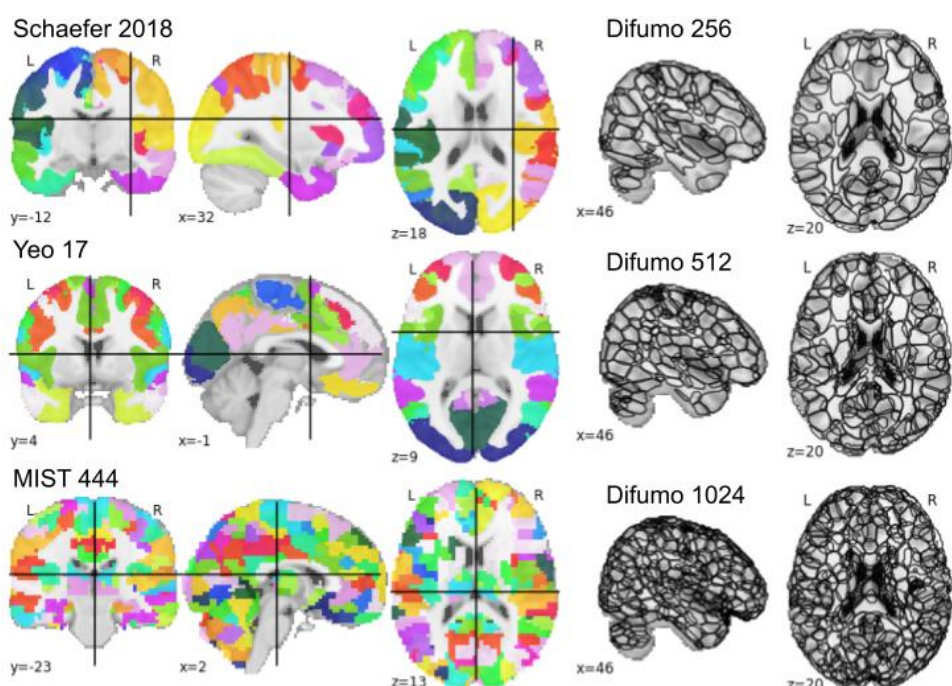 Schaefer 2018
L R
y=-12
x=32
L R
z=18
Difumo 256
x=46
L R
z=20
Yeo 17
L R
y=4
x=-1
L R
z=9
Difumo 512
x=46
L R
z=20
MIST 444
L R
y=-23
x=2
L R
z=13
Difumo 1024
x=46
L R
z=20